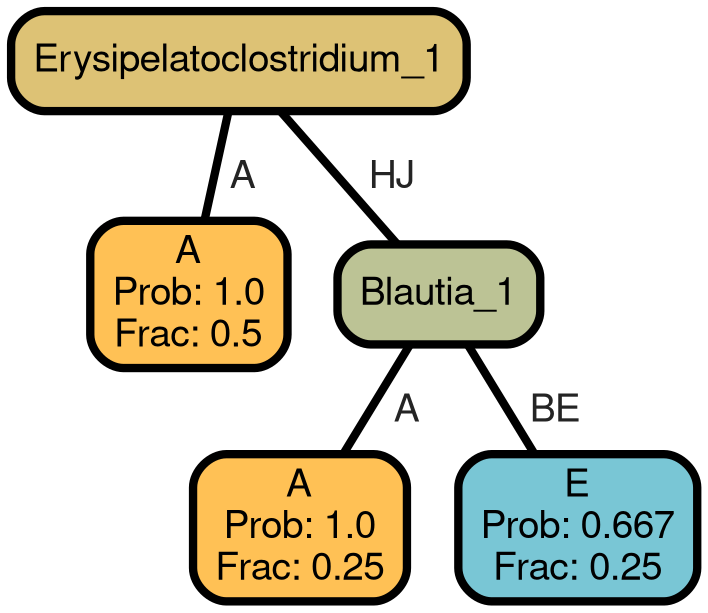 Erysipelatoclostridium_1
A
HJ
A
Prob: 1.0
Frac: 0.5
Blautia_1
A
BE
A
Prob: 1.0
Frac: 0.25
E
Prob: 0.667
Frac: 0.25